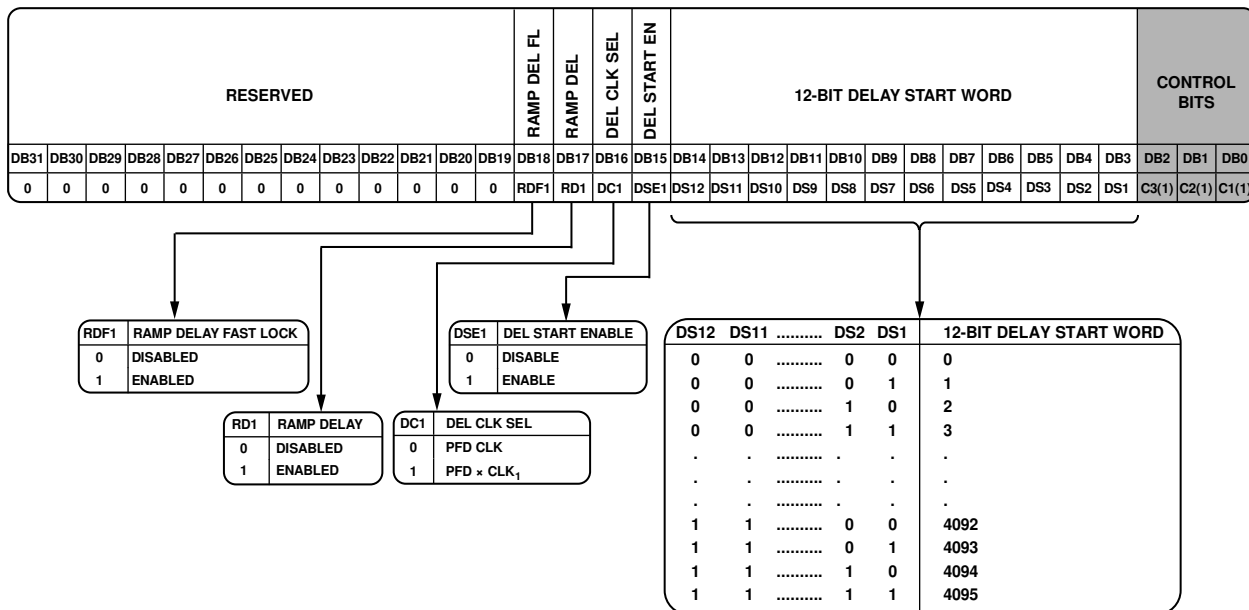 RESERVED
RAMP DEL FL
RAMP DEL
DEL CLK SEL
DEL START EN
12-BIT DELAY START WORD
CONTROL
BITS
DB31 DB30 DB29 DB28 DB27 DB26 DB25 DB24 DB23 DB22 DB21 DB20 DB19 DB18 DB17 DB16 DB15 DB14 DB13 DB12 DB11 DB10 DB9 DB8 DB7 DB6 DB5 DB4 DB3 DB2 DB1 DB0
0 0 0 0 0 0 0 0 0 0 0 0 0 RDF1 RD1 DC1 DSE1 DS12 DS11 DS10 DS9 DS8 DS7 DS6 DS5 DS4 DS3 DS2 DS1 C3(1) C2(1) C1(1)
RDF1 RAMP DELAY FAST LOCK
0 DISABLED
1 ENABLED
DSE1 DEL START ENABLE
0 DISABLE
1 ENABLE
RD1 RAMP DELAY
0 DISABLED
1 ENABLED
DC1 DEL CLK SEL
0 PFD CLK
1 PFD × CLK₁
DS12 DS11 .......... DS2 DS1 12-BIT DELAY START WORD
0 0 .......... 0 0 0
0 0 .......... 0 1 1
0 0 .......... 1 0 2
0 0 .......... 1 1 3
. . .......... . . .
. . .......... . . .
. . .......... . . .
1 1 .......... 0 0 4092
1 1 .......... 0 1 4093
1 1 .......... 1 0 4094
1 1 .......... 1 1 4095